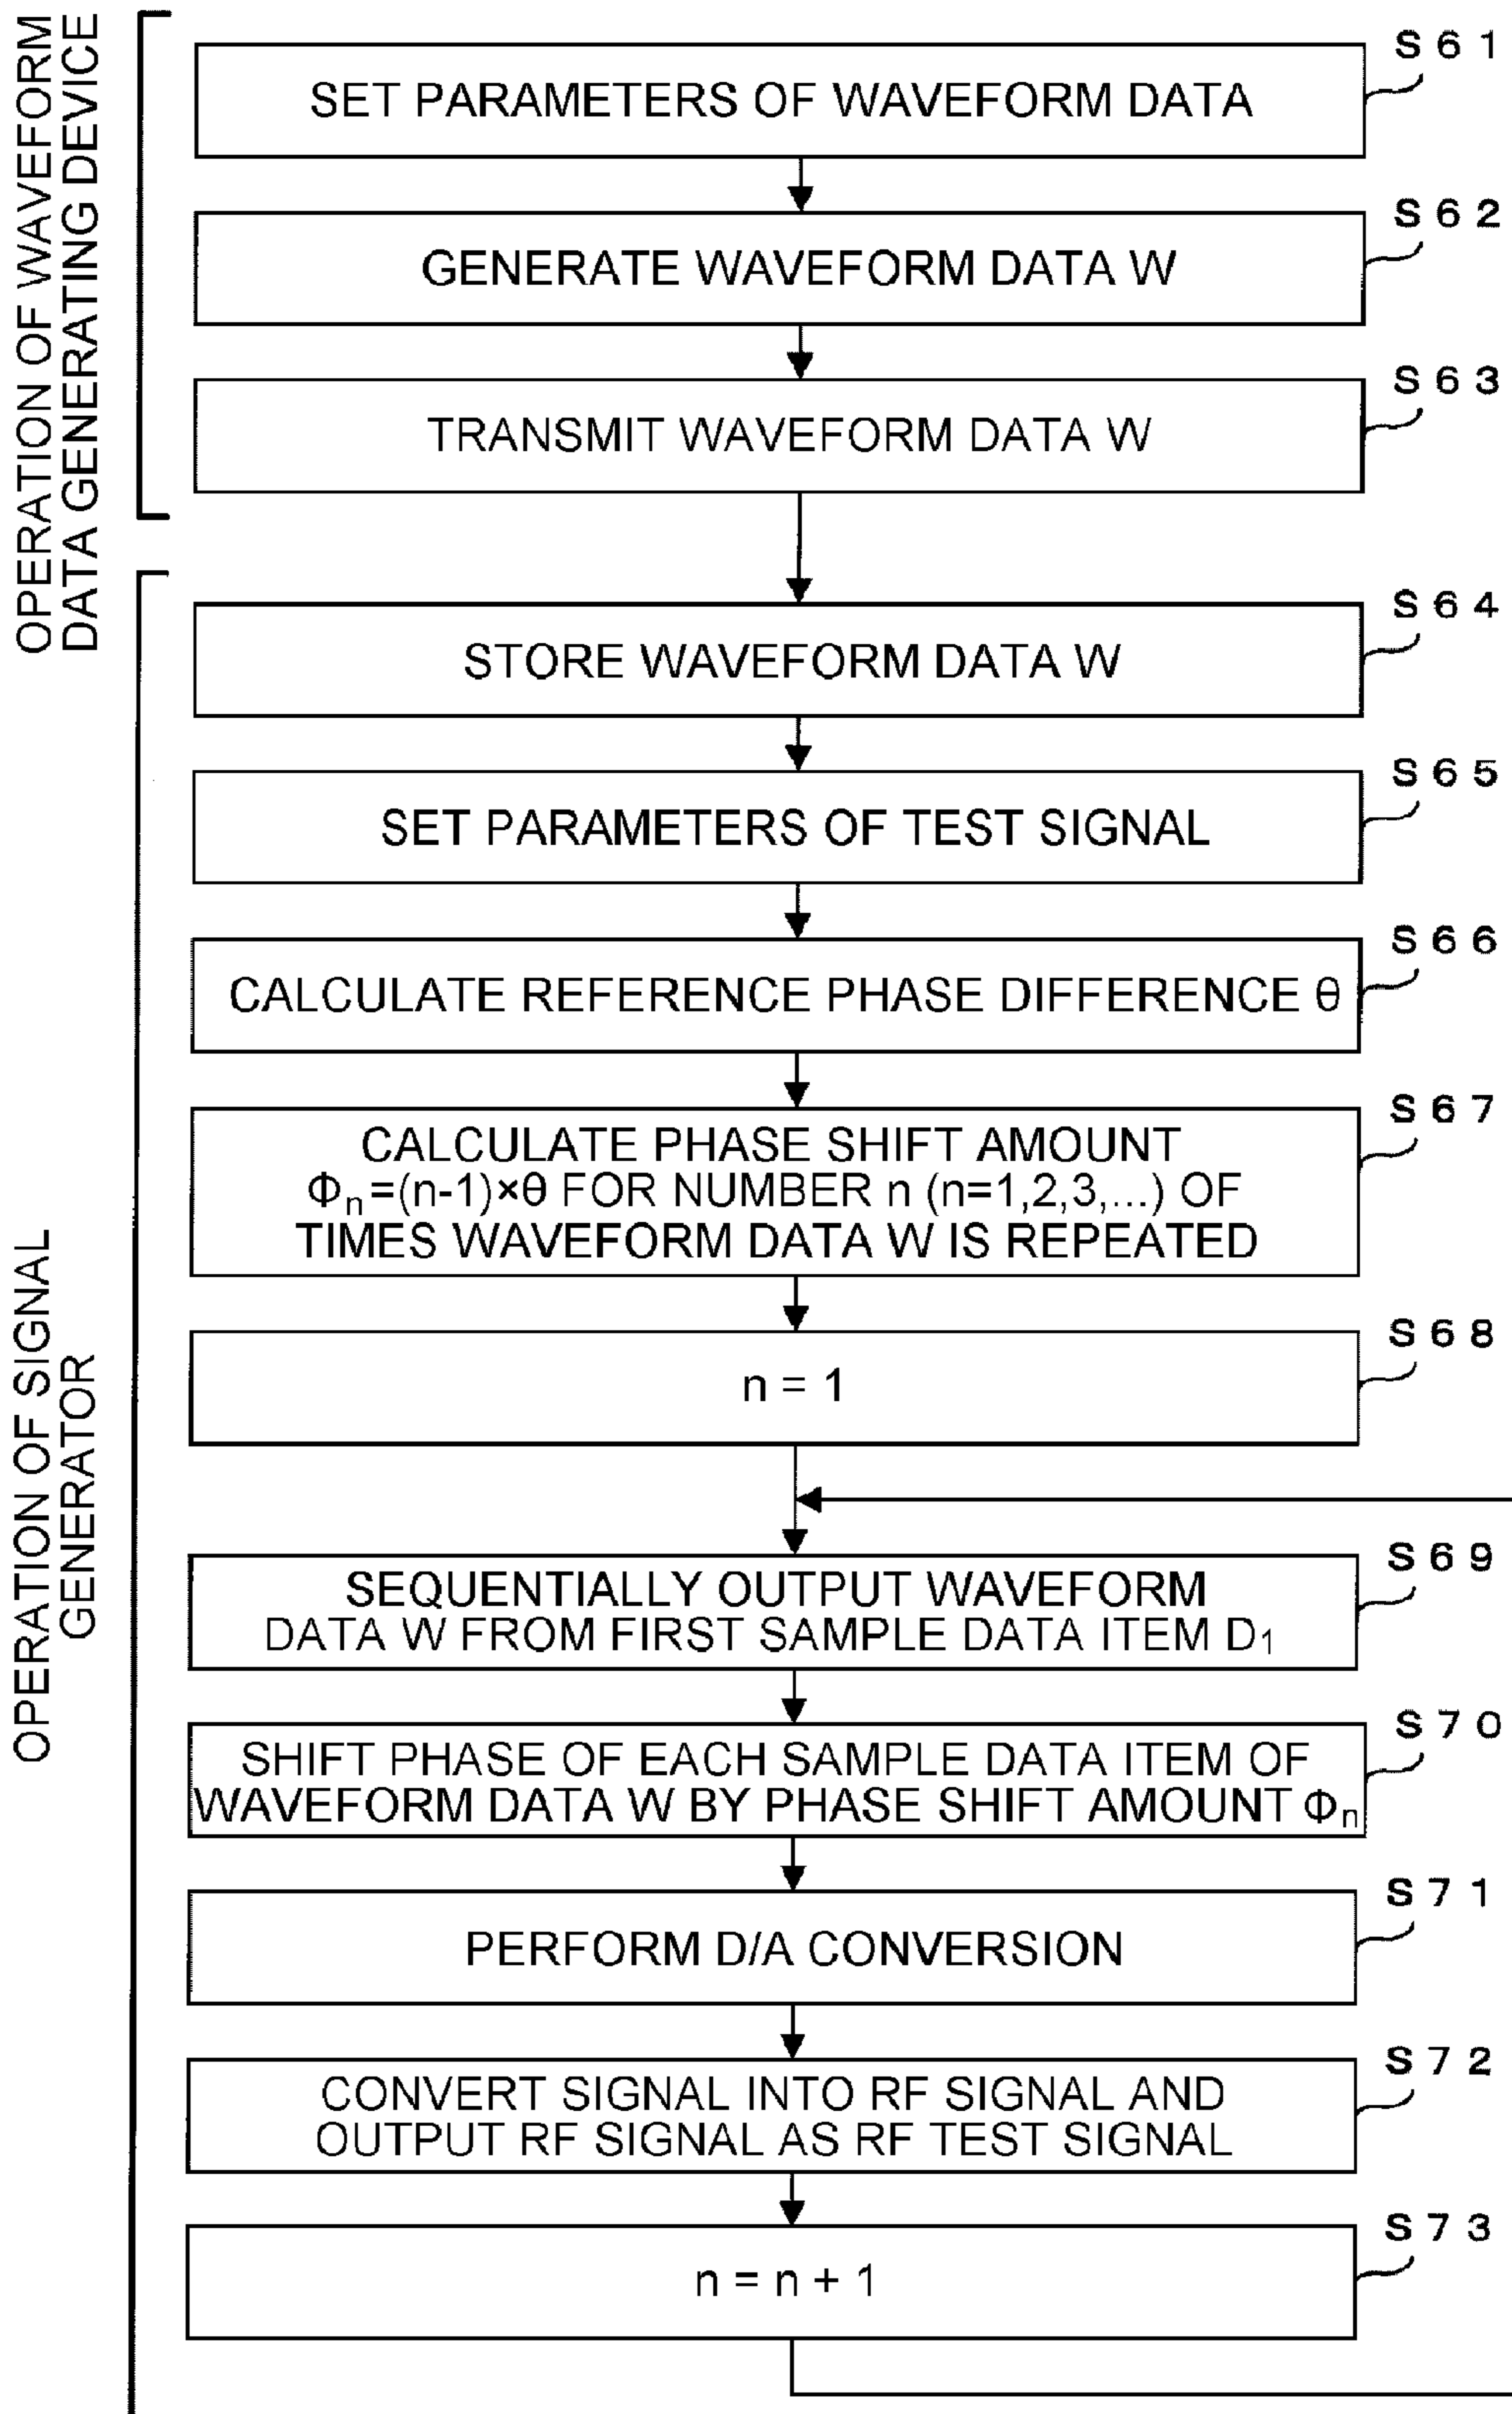 OPERATION OF WAVEFORM
DATA GENERATING DEVICE
S61
SET PARAMETERS OF WAVEFORM DATA
S62
GENERATE WAVEFORM DATA W
S63
TRANSMIT WAVEFORM DATA W
OPERATION OF SIGNAL
GENERATOR
S64
STORE WAVEFORM DATA W
S65
SET PARAMETERS OF TEST SIGNAL
S66
CALCULATE REFERENCE PHASE DIFFERENCE θ
S67
CALCULATE PHASE SHIFT AMOUNT
Φn=(n-1)×θ FOR NUMBER n (n=1,2,3,...) OF
TIMES WAVEFORM DATA W IS REPEATED
S68
n = 1
S69
SEQUENTIALLY OUTPUT WAVEFORM
DATA W FROM FIRST SAMPLE DATA ITEM D1
S70
SHIFT PHASE OF EACH SAMPLE DATA ITEM OF
WAVEFORM DATA W BY PHASE SHIFT AMOUNT Φn
S71
PERFORM D/A CONVERSION
S72
CONVERT SIGNAL INTO RF SIGNAL AND
OUTPUT RF SIGNAL AS RF TEST SIGNAL
S73
n = n + 1